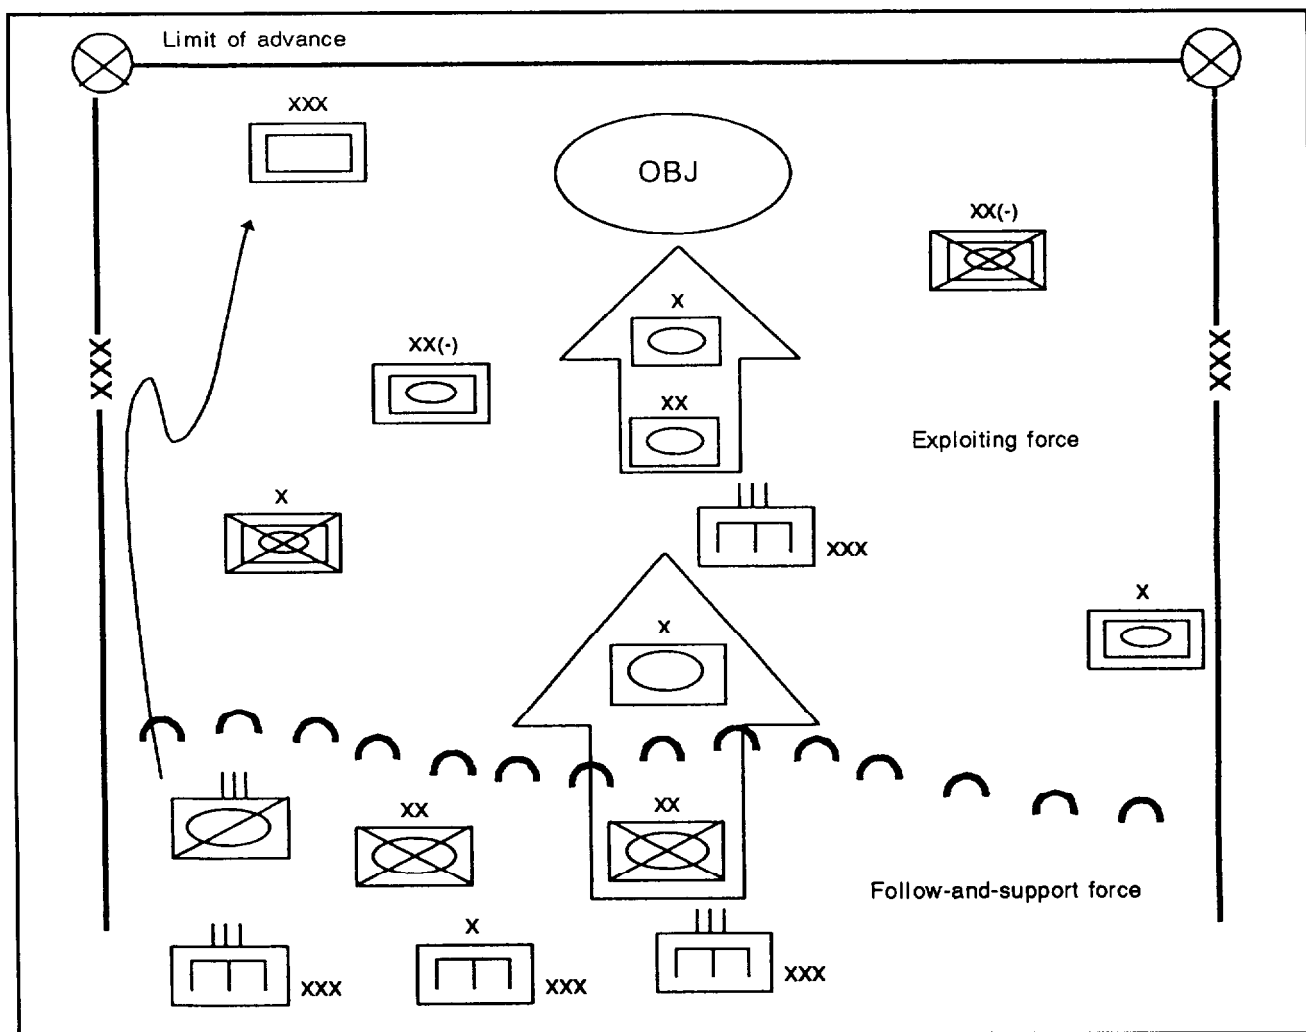 Limit of advance
XXX
OBJ
XX(-)
X
XXX
XXX
XX(-)
XX
Exploiting force
X
XXX
X
X
XX
XX
Follow-and-support force
X
XXX
XXX
XXX